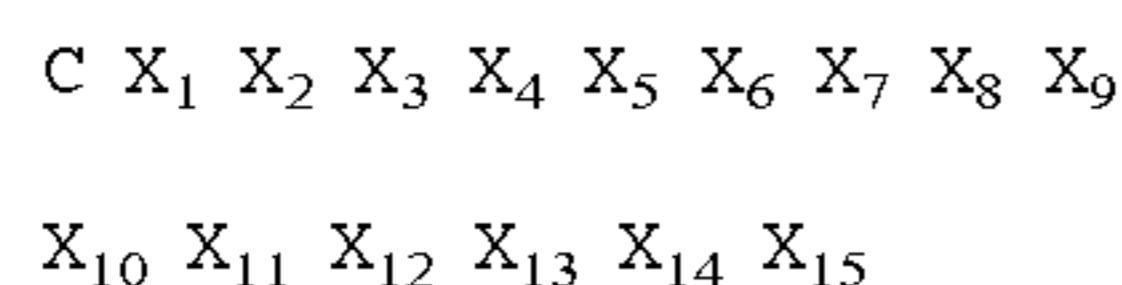 C X₁ X₂ X₃ X₄ X₅ X₆ X₇ X₈ X₉
X₁₀ X₁₁ X₁₂ X₁₃ X₁₄ X₁₅